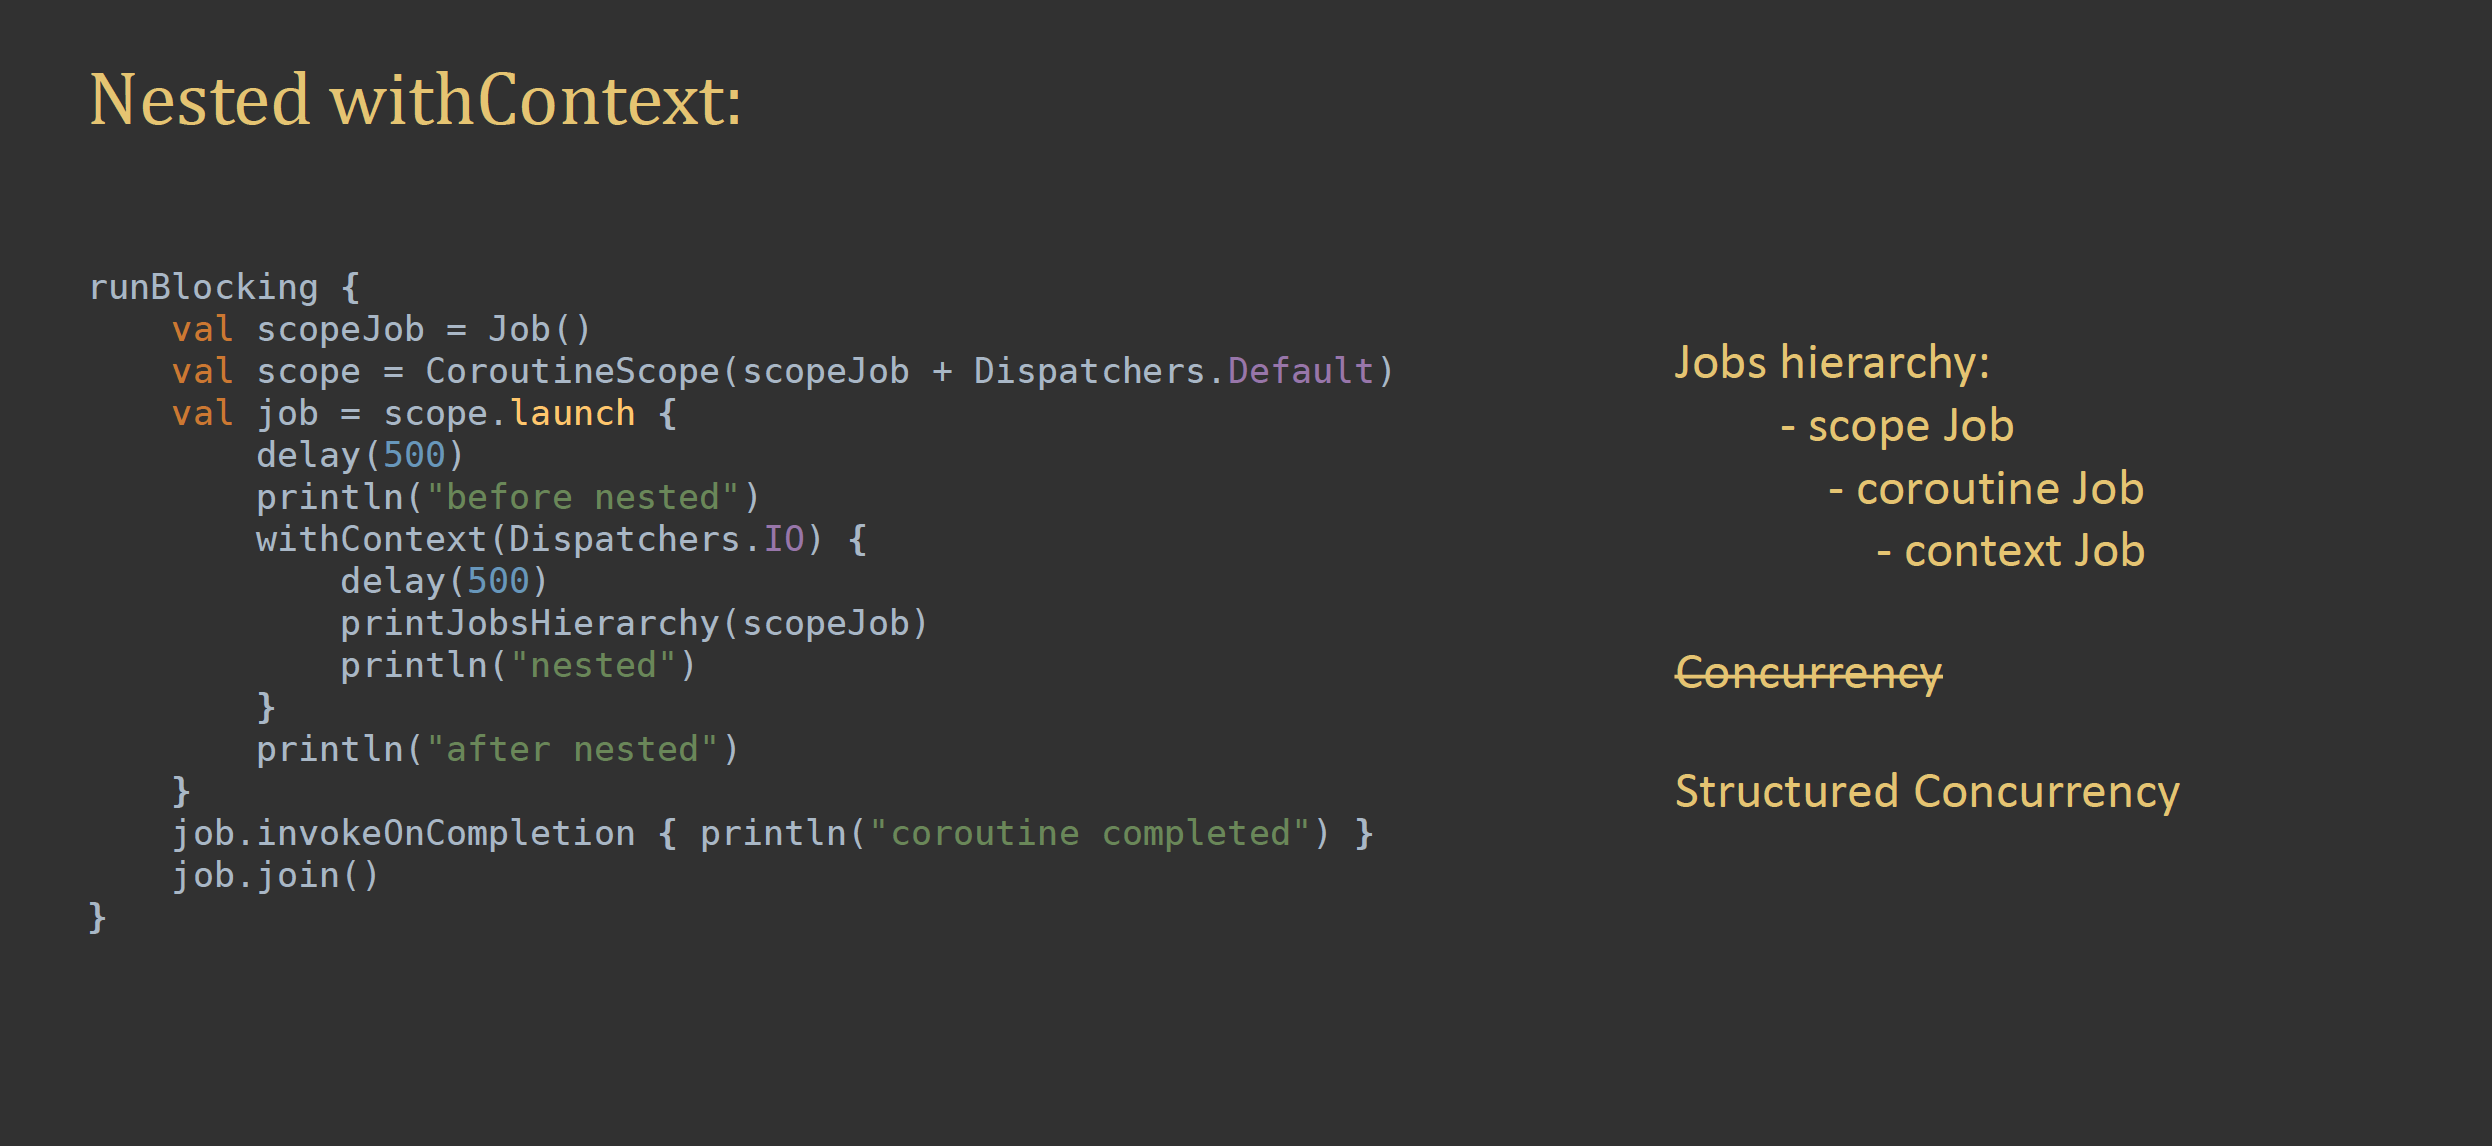 Nested withContext:
runBlocking {
    val scopeJob = Job()
    val scope = CoroutineScope(scopeJob + Dispatchers.Default)
    val job = scope.launch {
        delay(500)
        println("before nested")
        withContext(Dispatchers.IO) {
            delay(500)
            printJobsHierarchy(scopeJob)
            println("nested")
        }
        println("after nested")
    }
    job.invokeOnCompletion { println("coroutine completed") }
    job.join()
}
Jobs hierarchy:
- scope Job
- coroutine Job
- context Job
Concurrency
Structured Concurrency